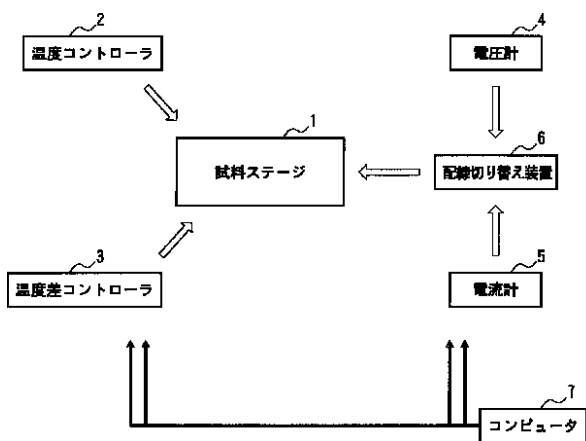 2
温度コントローラ
4
電圧計
1
試料ステージ
6
配線切り替え装置
3
温度差コントローラ
5
電流計
7
コンピュータ